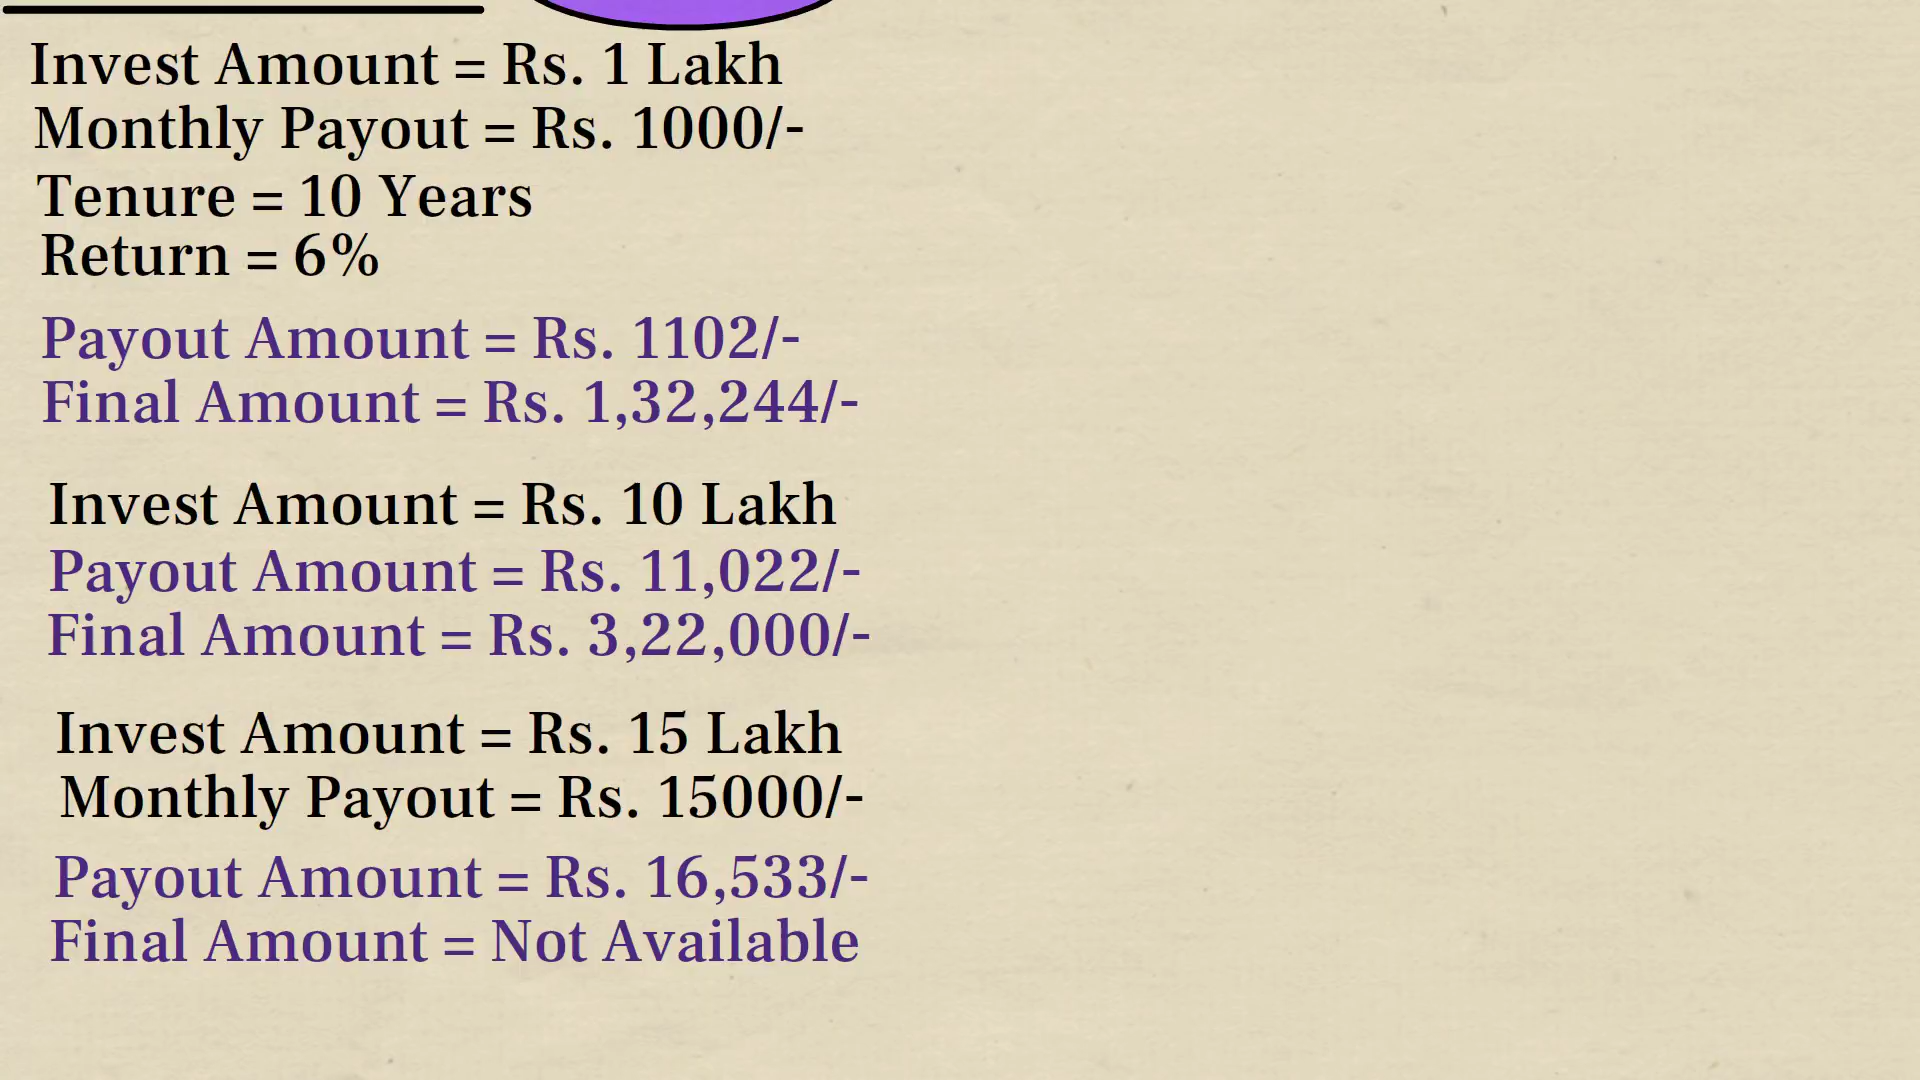 Invest Amount = Rs. 1 Lakh
Monthly Payout = Rs. 1000/-
Tenure = 10 Years
Return = 6%
Payout Amount = Rs. 1102/-
Final Amount = Rs. 1,32,244/-
Invest Amount = Rs. 10 Lakh
Payout Amount = Rs. 11,022/-
Final Amount = Rs. 3,22,000/-
Invest Amount = Rs. 15 Lakh
Monthly Payout = Rs. 15000/-
Payout Amount = Rs. 16,533/-
Final Amount = Not Available